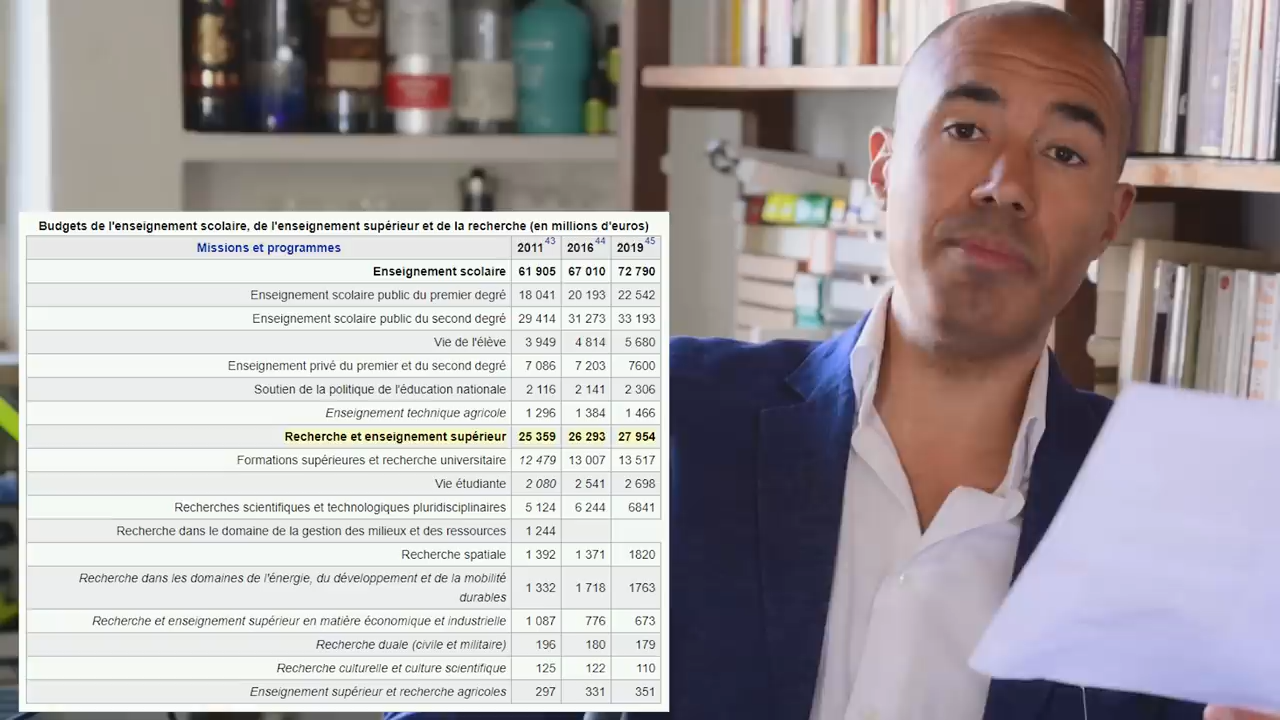 Budgets de l'enseignement scolaire, de l'enseignement supérieur et de la recherche (en millions d'euros)
Missions et programmes 2011 43 2016 44 2019 45
Enseignement scolaire 61 905 67 010 72 790
Enseignement scolaire public du premier degré 18 041 20 193 22 542
Enseignement scolaire public du second degré 29 414 31 273 33 193
Vie de l'élève 3 949 4 814 5 680
Enseignement privé du premier et du second degré 7 086 7 203 7600
Soutien de la politique de l'éducation nationale 2 116 2 141 2 306
Enseignement technique agricole 1 296 1 384 1 466
Recherche et enseignement supérieur 25 359 26 293 27 954
Formations supérieures et recherche universitaire 12 479 13 007 13 517
Vie étudiante 2 080 2 541 2 698
Recherches scientifiques et technologiques pluridisciplinaires 5 124 6 244 6841
Recherche dans le domaine de la gestion des milieux et des ressources 1 244
Recherche spatiale 1 392 1 371 1820
Recherche dans les domaines de l'énergie, du développement et de la mobilité
durables 1 332 1 718 1763
Recherche et enseignement supérieur en matière économique et industrielle 1 087 776 673
Recherche duale (civile et militaire) 196 180 179
Recherche culturelle et culture scientifique 125 122 110
Enseignement supérieur et recherche agricoles 297 331 351